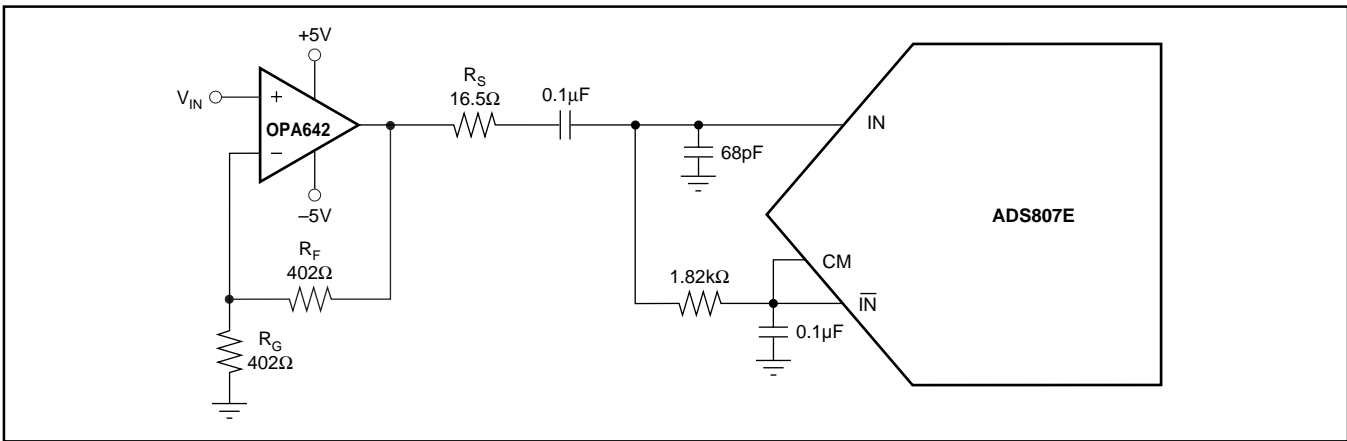 +5V
V_IN
+
OPA642
–
–5V
R_S
16.5Ω
0.1μF
R_F
402Ω
R_G
402Ω
68pF
1.82kΩ
0.1μF
IN
CM
I̅N̅
ADS807E